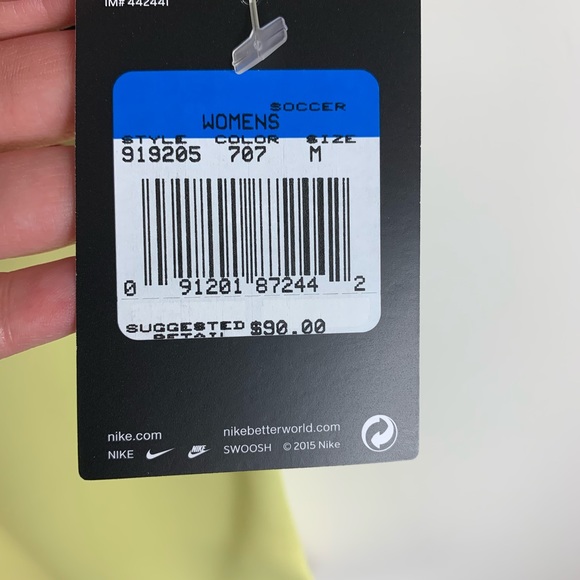 IM# 442441
SOCCER
WOMENS
STYLE COLOR SIZE
919205 707 M
0 91201 87244 2
SUGGESTED $90.00
RETAIL
nike.com nikebetterworld.com
NIKE NIKE SWOOSH © 2015 Nike